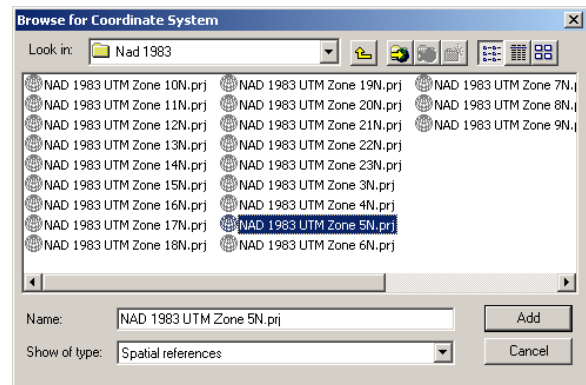 Browse for Coordinate System
Look in: Nad 1983
NAD 1983 UTM Zone 10N.prj NAD 1983 UTM Zone 19N.prj NAD 1983 UTM Zone 7N.
NAD 1983 UTM Zone 11N.prj NAD 1983 UTM Zone 20N.prj NAD 1983 UTM Zone 8N.
NAD 1983 UTM Zone 12N.prj NAD 1983 UTM Zone 21N.prj NAD 1983 UTM Zone 9N.
NAD 1983 UTM Zone 13N.prj NAD 1983 UTM Zone 22N.prj
NAD 1983 UTM Zone 14N.prj NAD 1983 UTM Zone 23N.prj
NAD 1983 UTM Zone 15N.prj NAD 1983 UTM Zone 3N.prj
NAD 1983 UTM Zone 16N.prj NAD 1983 UTM Zone 4N.prj
NAD 1983 UTM Zone 17N.prj NAD 1983 UTM Zone 5N.prj
NAD 1983 UTM Zone 18N.prj NAD 1983 UTM Zone 6N.prj
Name: NAD 1983 UTM Zone 5N.prj Add
Show of type: Spatial references Cancel